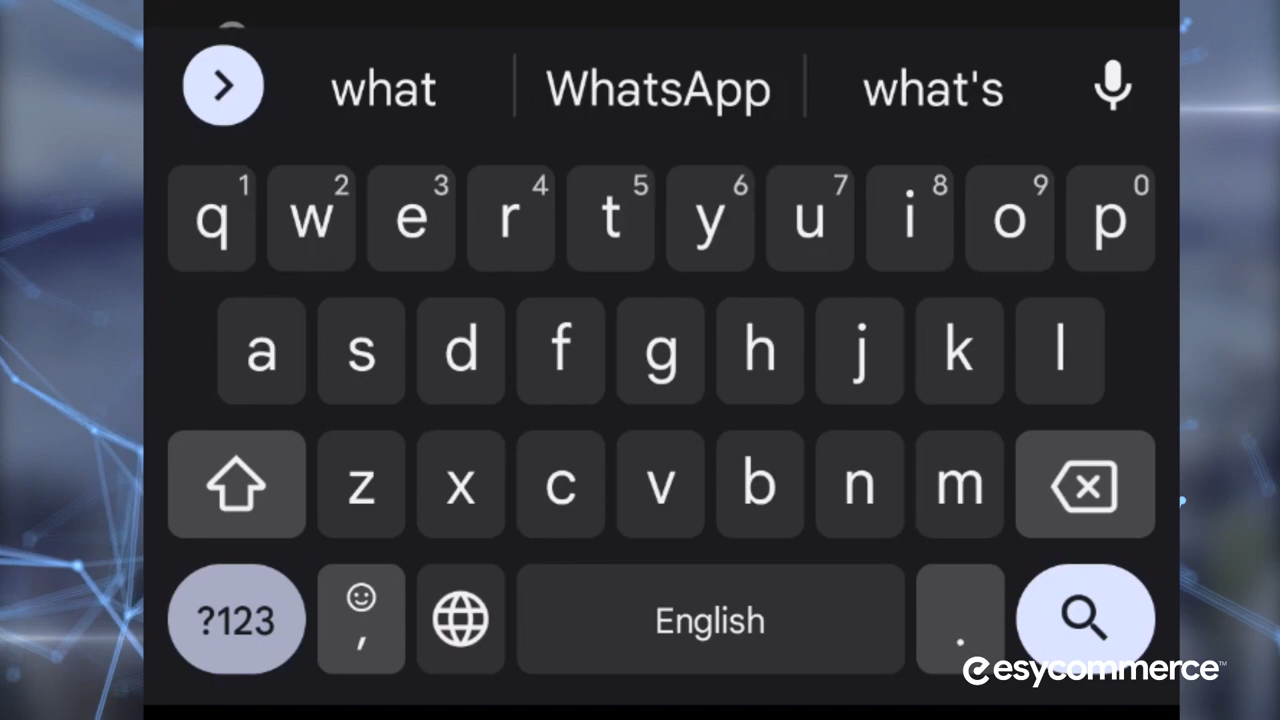 what WhatsApp what's
q1 w2 e3 r4 t5 y6 u7 i8 o9 p0
a s d f g h j k l
z x c v b n m
?123 , English .
esycommerce™